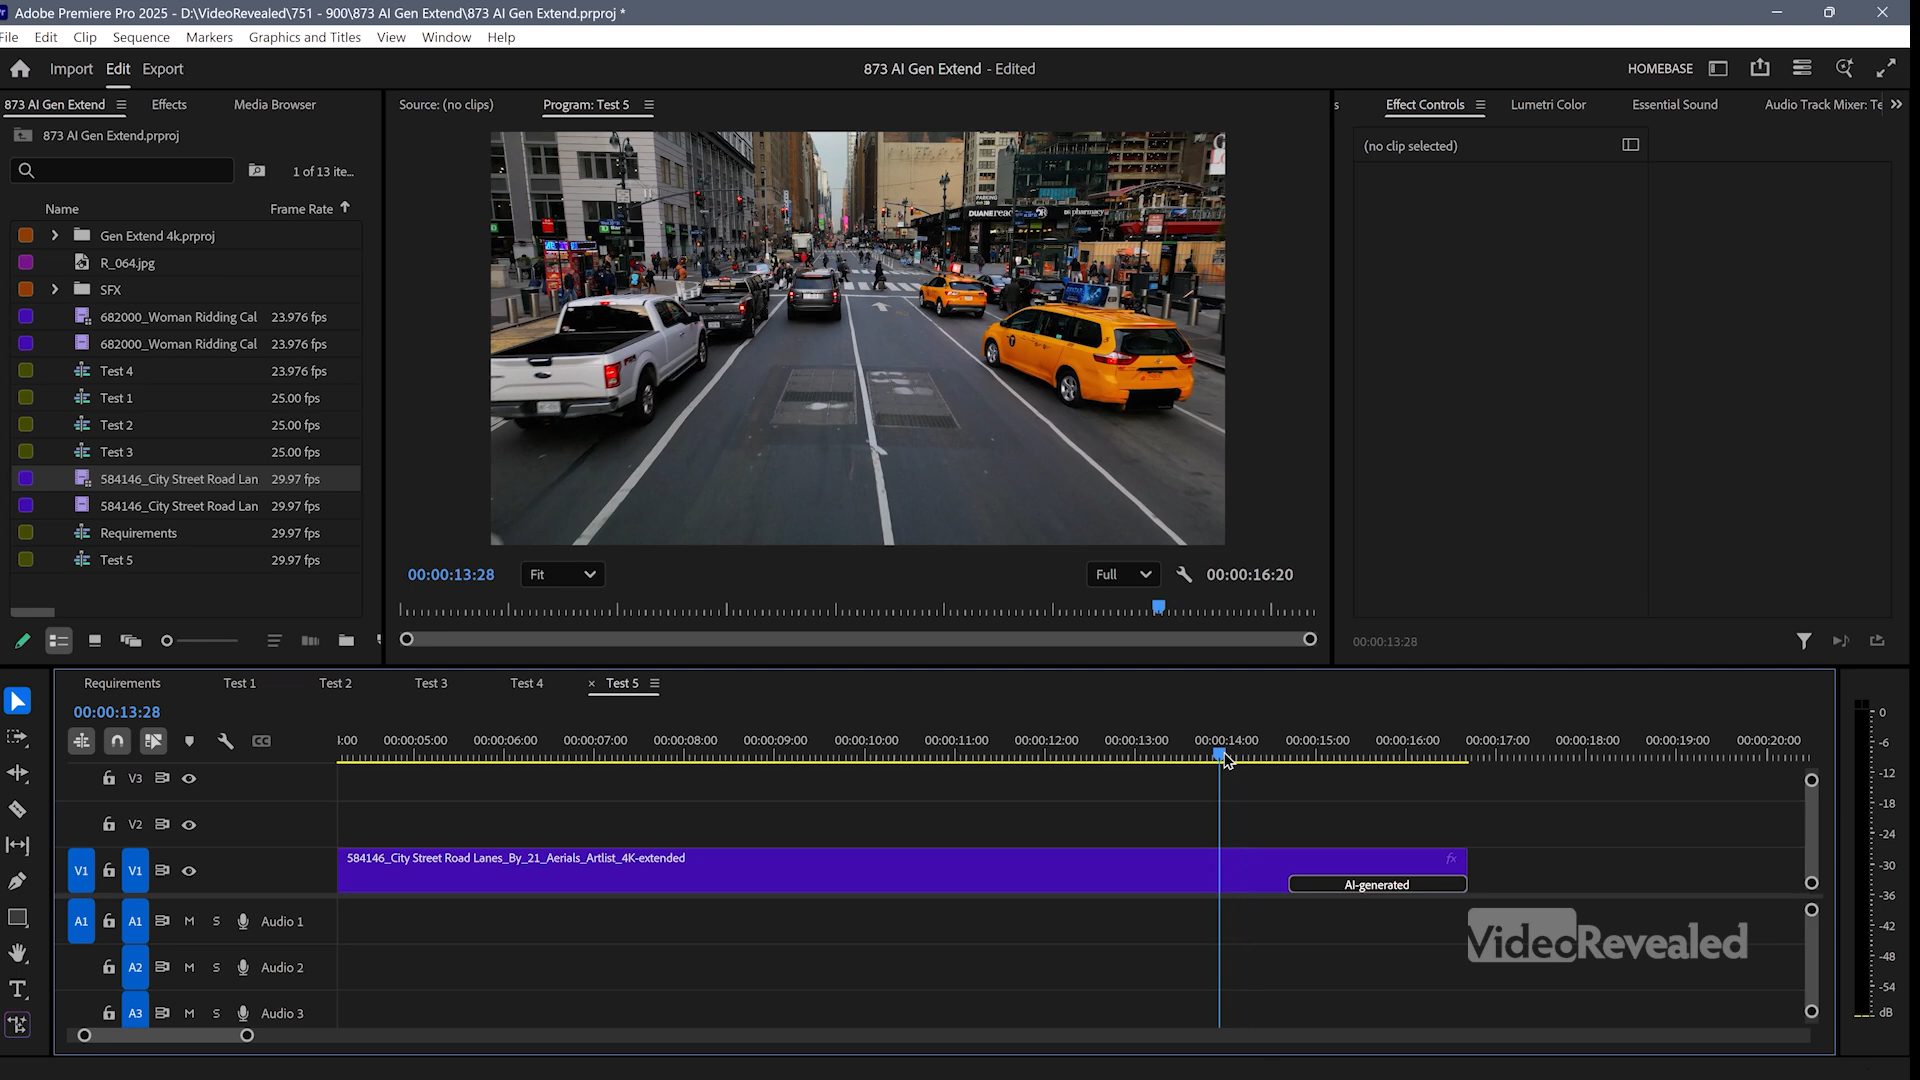 Adobe Premiere Pro 2025 - D:\VideoRevealed\751 - 900\873 AI Gen Extend\873 AI Gen Extend.prproj *
File Edit Clip Sequence Markers Graphics and Titles View Window Help
Import Edit Export
873 AI Gen Extend - Edited
HOMEBASE
873 AI Gen Extend Effects Media Browser
Source: (no clips) Program: Test 5
Effect Controls Lumetri Color Essential Sound Audio Track Mixer: Te
873 AI Gen Extend.prproj
1 of 13 ite...
(no clip selected)
Name Frame Rate
Gen Extend 4k.prproj
R_064.jpg
SFX
682000_Woman Ridding Cal 23.976 fps
682000_Woman Ridding Cal 23.976 fps
Test 4 23.976 fps
Test 1 25.00 fps
Test 2 25.00 fps
Test 3 25.00 fps
584146_City Street Road Lan 29.97 fps
584146_City Street Road Lan 29.97 fps
Requirements 29.97 fps
Test 5 29.97 fps
PARKING
DUANE reade
pharmacy
00:00:13:28 Fit Full 00:00:16:20
00:00:13:28
Requirements Test 1 Test 2 Test 3 Test 4 × Test 5
00:00:13:28
CC
:00 00:00:05:00 00:00:06:00 00:00:07:00 00:00:08:00 00:00:09:00 00:00:10:00 00:00:11:00 00:00:12:00 00:00:13:00 00:00:14:00 00:00:15:00 00:00:16:00 00:00:17:00 00:00:18:00 00:00:19:00 00:00:20:00
V3
V2
V1 V1
584146_City Street Road Lanes_By_21_Aerials_Artlist_4K-extended fx
AI-generated
A1 A1 M S Audio 1
A2 M S Audio 2
A3 M S Audio 3
VideoRevealed
0
-6
-12
-18
-24
-30
-36
-42
-48
-54
dB